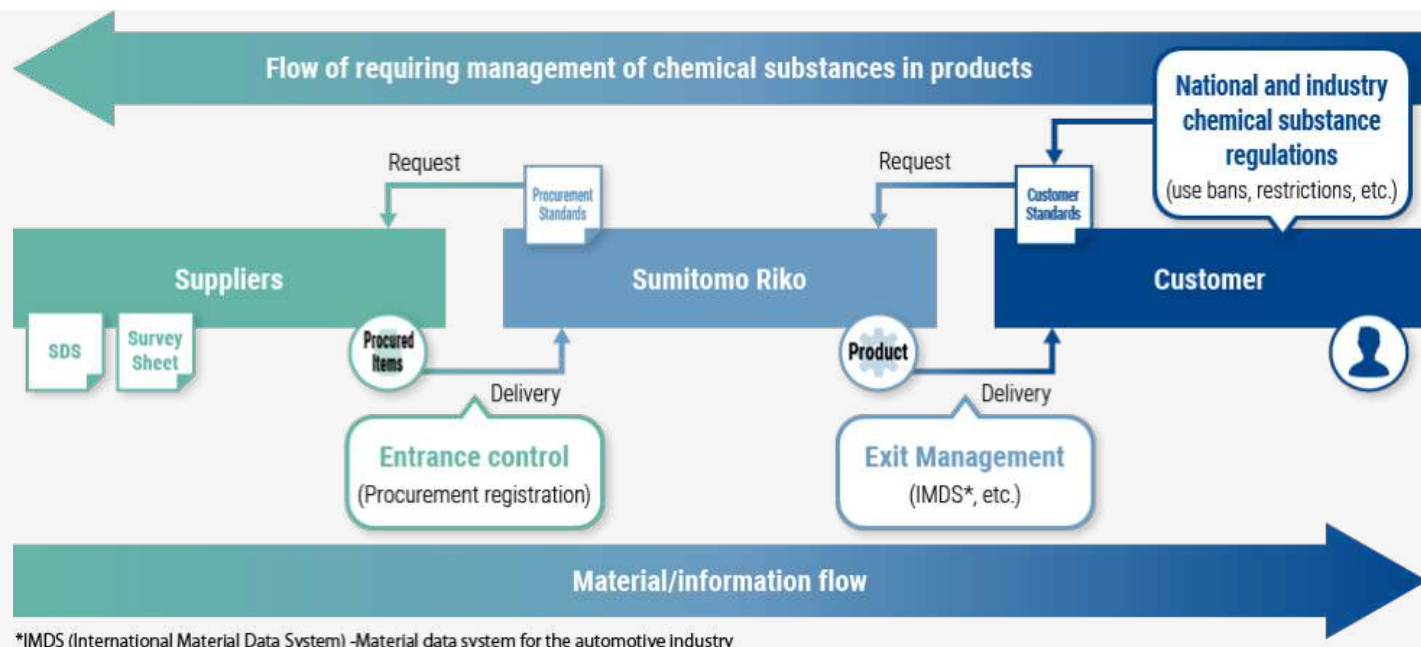 Flow of requiring management of chemical substances in products
National and industry
chemical substance
regulations
(use bans, restrictions, etc.)
Request
Procurement
Standards
Request
Customer
Standards
Suppliers
Sumitomo Riko
Customer
SDS
Survey
Sheet
Procured
Items
Delivery
Product
Delivery
Entrance control
(Procurement registration)
Exit Management
(IMDS*, etc.)
Material/information flow
*IMDS (International Material Data System) -Material data system for the automotive industry